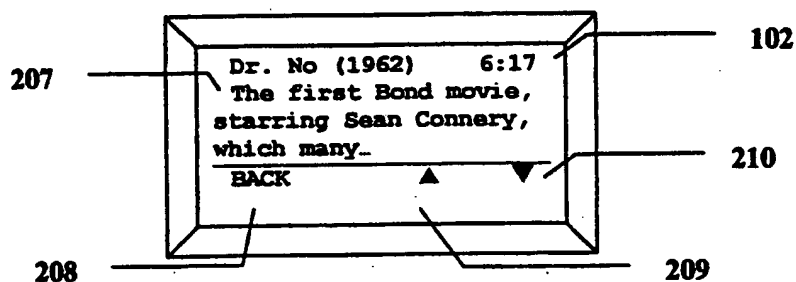 102
Dr. No (1962) 6:17
207
The first Bond movie,
starring Sean Connery,
which many…
210
BACK ▲ ▼
208
209